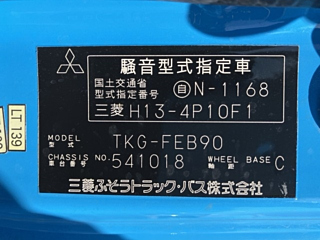 騒音型式指定車
国土交通省
型式指定番号 自N-1168
三菱 H13-4P10F1
MODEL
型式 TKG-FEB90
CHASSIS NO.
車台番号 541018 WHEEL BASE
軸距 C
三菱ふそうトラック・バス株式会社
LT139